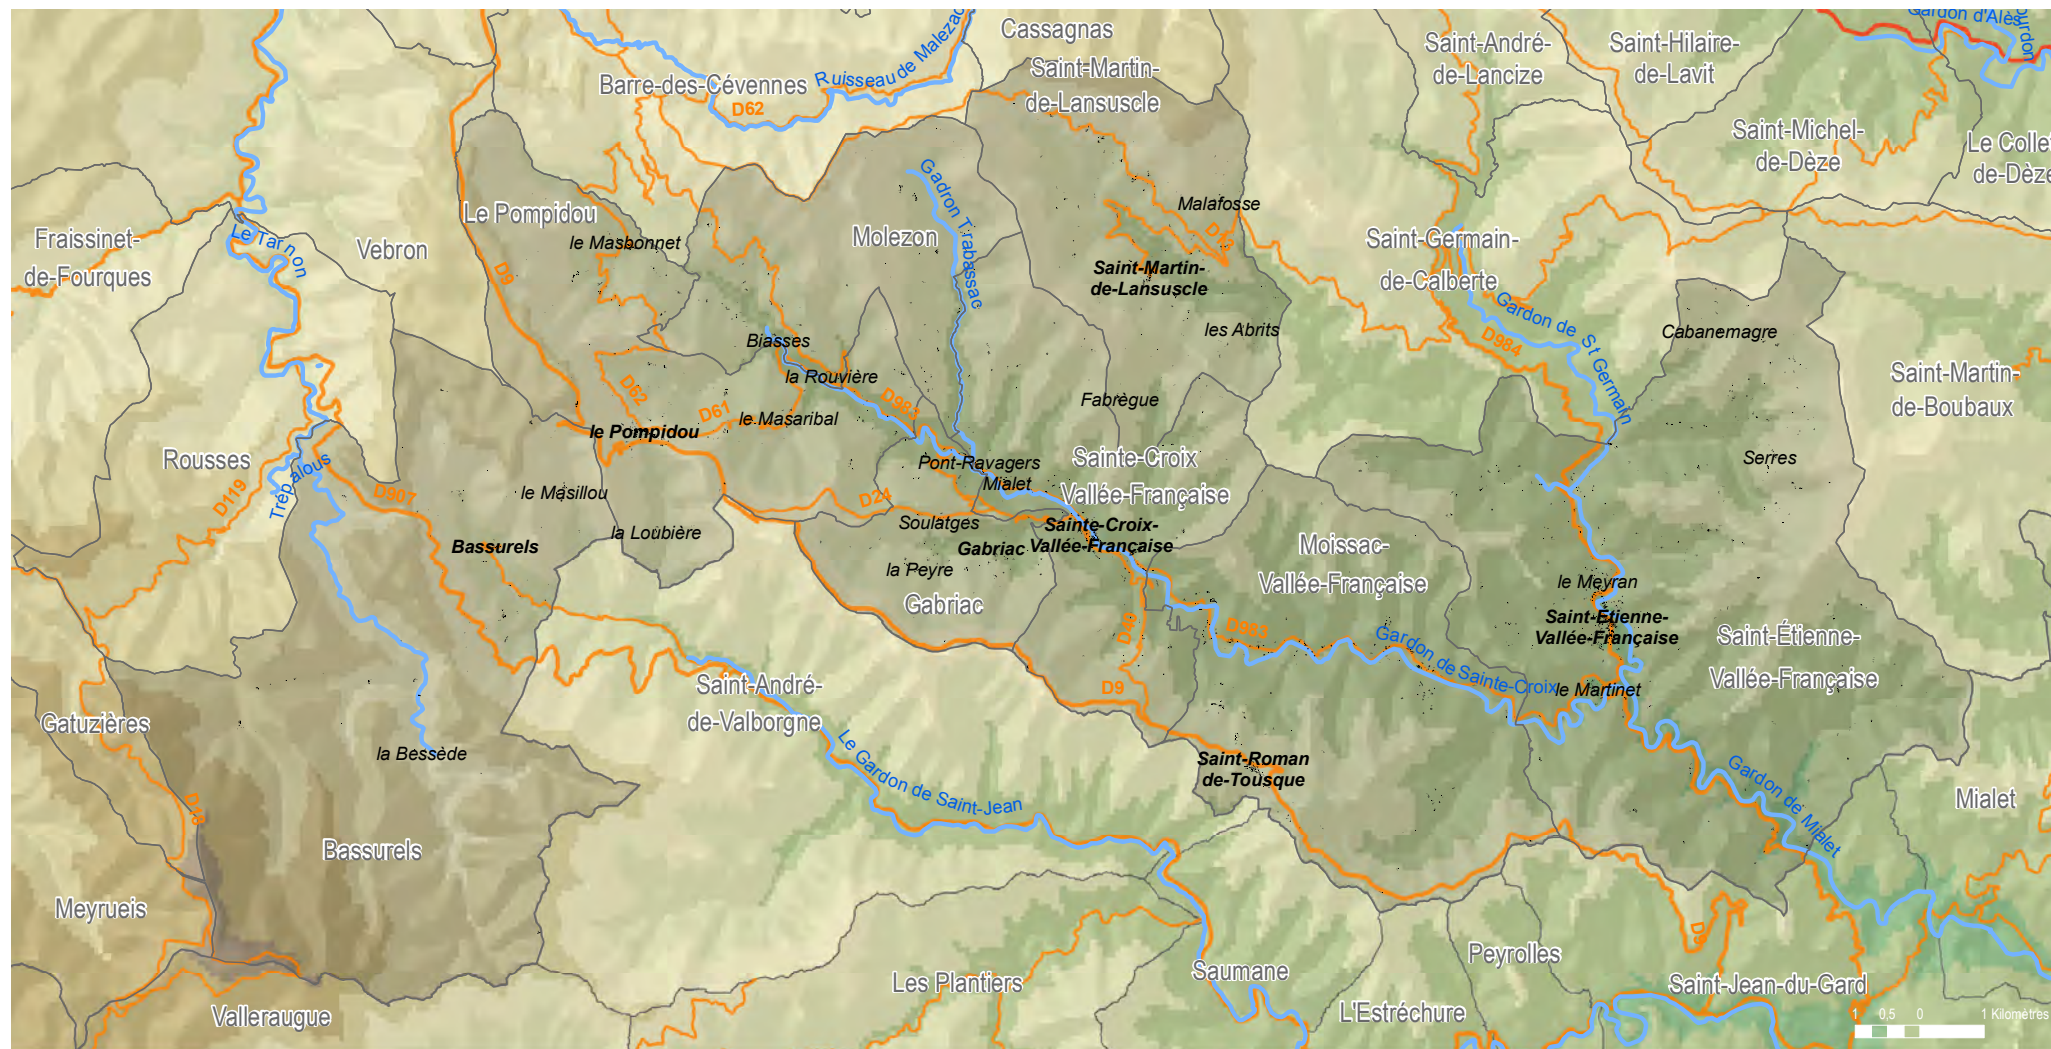 Cassagnas
Gardon d'Alès
Saint-André-
de-Lancize
Saint-Hilaire-
de-Lavit
Saint-Martin-
de-Lansuscle
Barre-des-Cévennes
Ruisseau de Malezac
D62
Saint-Michel-
de-Dèze
Le Colle
de-Dèze
Le Pompidou
le Masbonnet
Gadron Trabassac
Molezon
Malafosse
Fraissinet-
de-Fourques
Le Tarnon
Vebron
D9
Saint-Martin-
de-Lansuscle
Saint-Germain-
de-Calberte
Gardon de St Germain
D984
Cabanemagre
les Abrits
Biasses
la Rouvière
D983
D62
D61
le Masaribal
le Pompidou
Fabrègue
Saint-Martin-
de-Boubaux
Rousses
Trépalous
D119
D907
le Masillou
Pont-Ravagers
Mialet
Sainte-Croix
Vallée-Française
Serres
D24
Soulatges
la Loubière
Bassurels
Gabriac
Sainte-Croix-
Vallée-Française
la Peyre
Gabriac
Moissac-
Vallée-Française
le Meyran
Saint-Étienne-
Vallée-Française
D40
D983
Gardon de Sainte-Croix
Saint-Étienne-
Vallée-Française
D9
le Martinet
Saint-André-
de-Valborgne
Gatuzières
la Bessède
Le Gardon de Saint-Jean
Saint-Roman
de-Tousque
Gardon de Mialet
Mialet
Bassurels
Meyrueis
Valleraugue
Les Plantiers
Saumane
L'Estréchure
Peyrolles
D9
Saint-Jean-du-Gard
1 0,5 0 1 Kilomètres